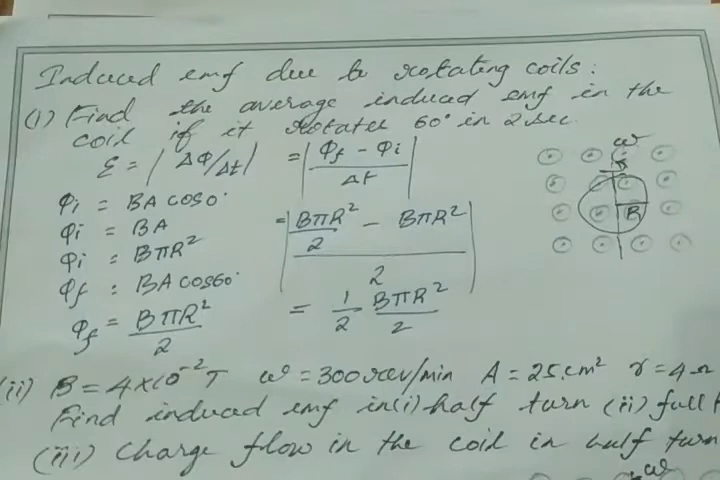 Induced emf due to rotating coils :
(i) Find the average induced emf in the
coil if it rotates 60° in 2 sec.
ε = |ΔΦ/Δt| = |Φf - Φi / Δt|
Φi = BA cos0°
Φi = BA
Φi = BπR²
Φf = BA cos60°
Φf = BπR² / 2
= |BπR²/2 - BπR² / 2|
= 1/2 BπR²/2
ω
R
(ii) B = 4×10⁻² T ω = 300 rev/min A = 25 cm² r = 4 Ω
Find induced emf in (i) half turn (ii) full t
(iii) Charge flow in the coil in half turn
ω